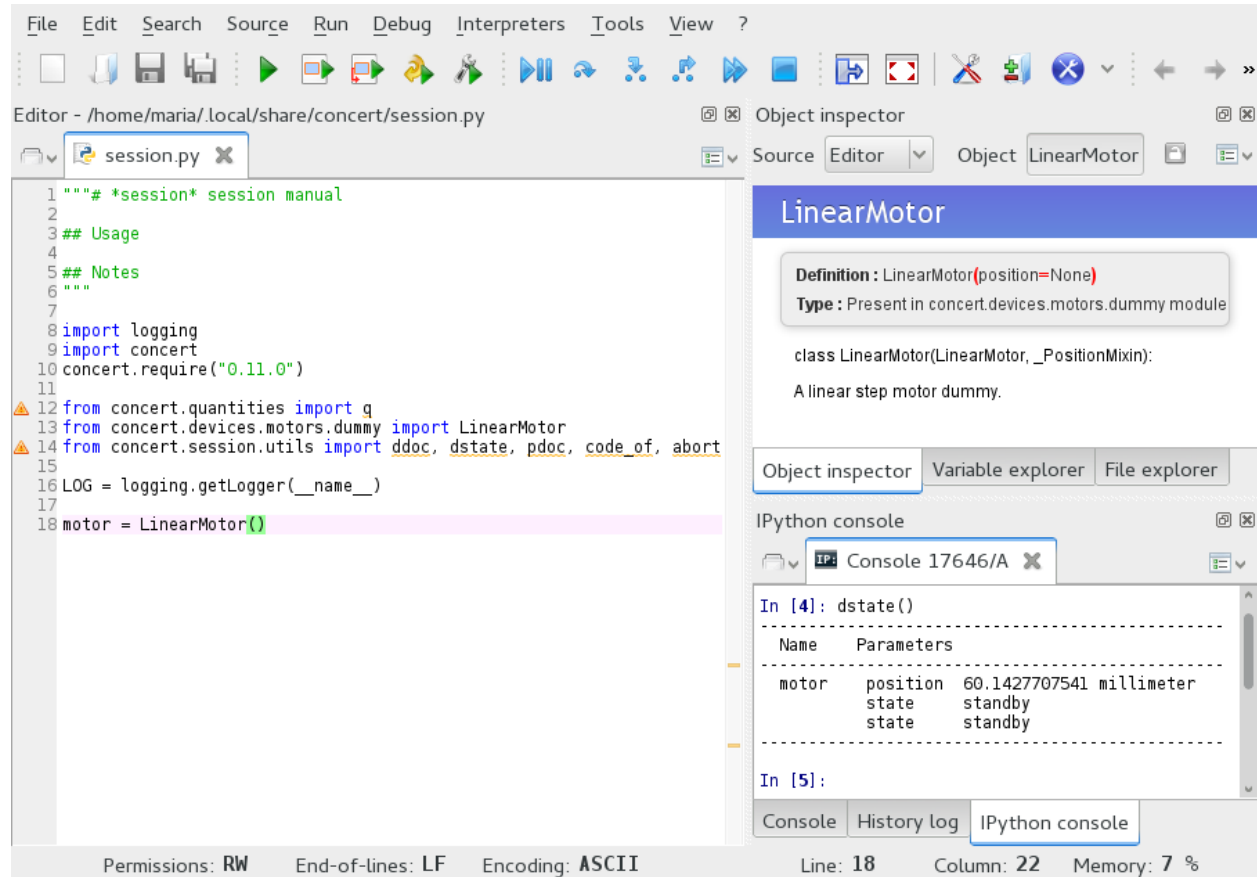 File Edit Search Source Run Debug Interpreters Tools View ?
»
Editor - /home/maria/.local/share/concert/session.py
session.py
1 """# *session* session manual
2
3 ## Usage
4
5 ## Notes
6 """
7
8 import logging
9 import concert
10 concert.require("0.11.0")
11
12 from concert.quantities import q
13 from concert.devices.motors.dummy import LinearMotor
14 from concert.session.utils import ddoc, dstate, pdoc, code_of, abort
15
16 LOG = logging.getLogger(__name__)
17
18 motor = LinearMotor()
Object inspector
Source Editor Object LinearMotor
LinearMotor
Definition : LinearMotor(position=None)
Type : Present in concert.devices.motors.dummy module
class LinearMotor(LinearMotor, _PositionMixin):
A linear step motor dummy.
Object inspector Variable explorer File explorer
IPython console
IP: Console 17646/A
In [4]: dstate()
-----------------------------------------------
Name Parameters
-----------------------------------------------
motor position 60.1427707541 millimeter
state standby
state standby
-----------------------------------------------
In [5]:
Console History log IPython console
Permissions: RW End-of-lines: LF Encoding: ASCII Line: 18 Column: 22 Memory: 7 %